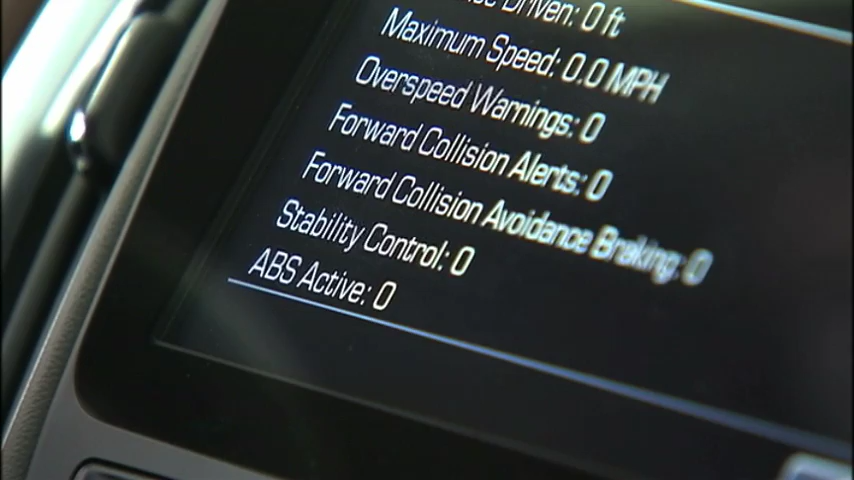 Driven: 0 ft
Maximum Speed: 0.0 MPH
Overspeed Warnings: 0
Forward Collision Alerts: 0
Forward Collision Avoidance Braking: 0
Stability Control: 0
ABS Active: 0